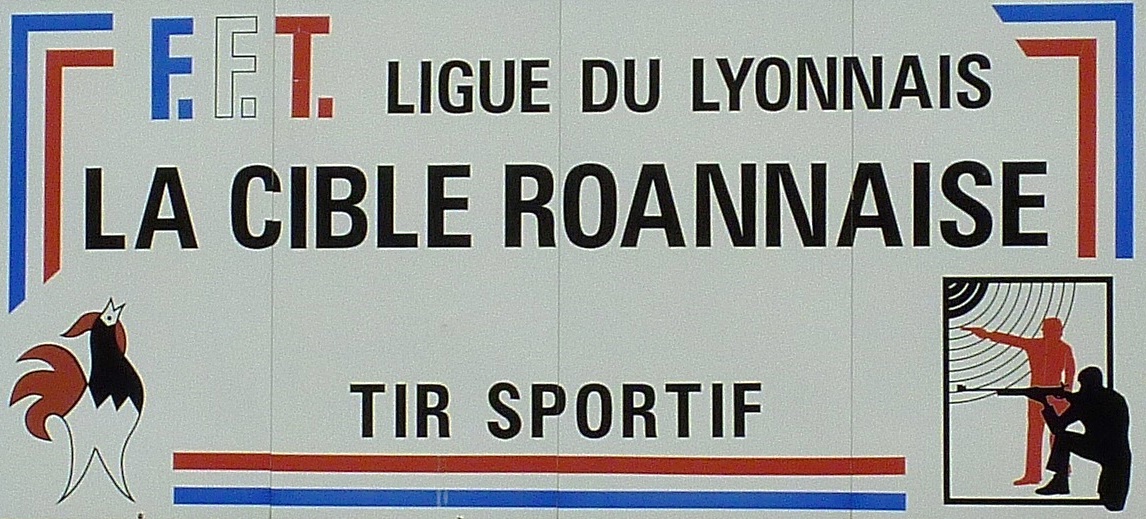 F.F.T. LIGUE DU LYONNAIS
LA CIBLE ROANNAISE
TIR SPORTIF